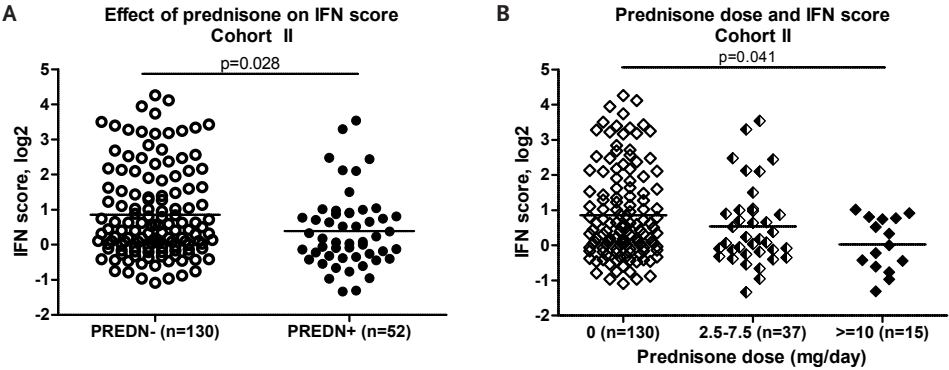 A
Effect of prednisone on IFN score
Cohort II
p=0.028
IFN score, log2
5
4
3
2
1
0
-1
-2
PREDN- (n=130)
PREDN+ (n=52)
B
Prednisone dose and IFN score
Cohort II
p=0.041
IFN score, log2
5
4
3
2
1
0
-1
-2
0 (n=130)
2.5-7.5 (n=37)
>=10 (n=15)
Prednisone dose (mg/day)